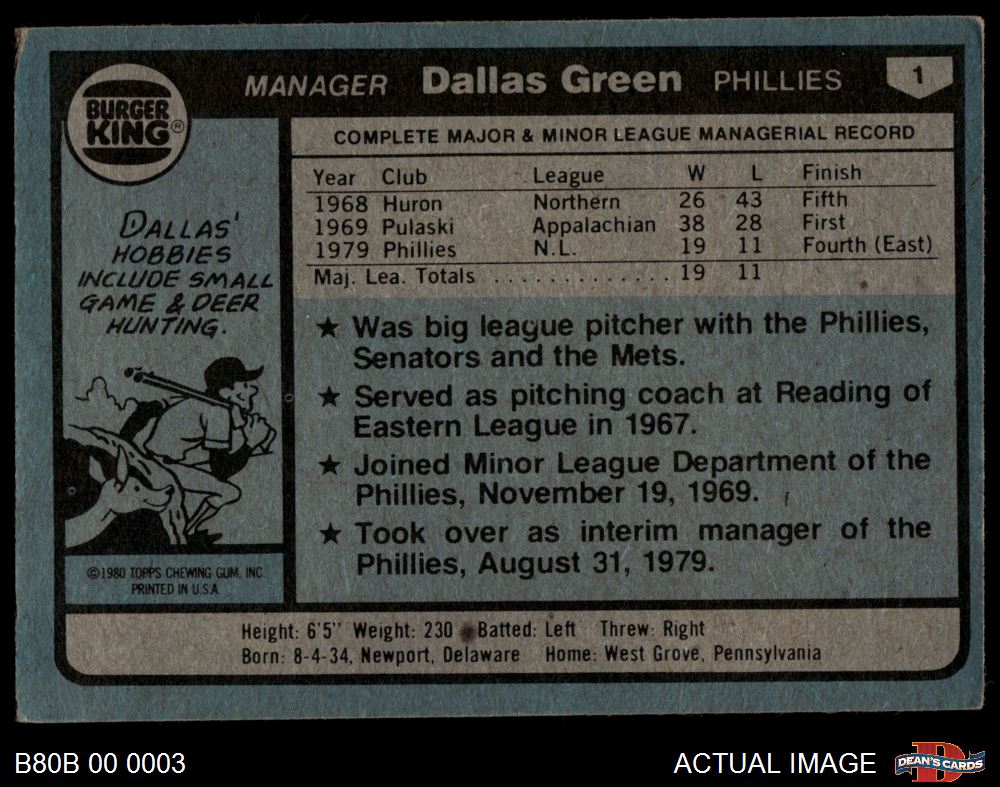 BURGER
KING®
MANAGER Dallas Green PHILLIES 1
COMPLETE MAJOR & MINOR LEAGUE MANAGERIAL RECORD
Year Club League W L Finish
1968 Huron Northern 26 43 Fifth
1969 Pulaski Appalachian 38 28 First
1979 Phillies N.L. 19 11 Fourth (East)
Maj. Lea. Totals . . . . . . . . . . . . . . 19 11
DALLAS'
HOBBIES
INCLUDE SMALL
GAME & DEER
HUNTING.
★ Was big league pitcher with the Phillies,
Senators and the Mets.
★ Served as pitching coach at Reading of
Eastern League in 1967.
★ Joined Minor League Department of the
Phillies, November 19, 1969.
★ Took over as interim manager of the
Phillies, August 31, 1979.
©1980 TOPPS CHEWING GUM, INC.
PRINTED IN U.S.A.
Height: 6'5" Weight: 230 Batted: Left Threw: Right
Born: 8-4-34, Newport, Delaware Home: West Grove, Pennsylvania
B80B 00 0003
ACTUAL IMAGE
D
DEAN'S CARDS